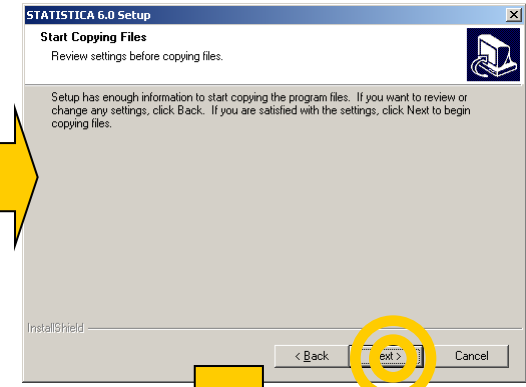 STATISTICA 6.0 Setup
Start Copying Files
Review settings before copying files.
Setup has enough information to start copying the program files. If you want to review or
change any settings, click Back. If you are satisfied with the settings, click Next to begin
copying files.
InstallShield
< Back
ext >
Cancel